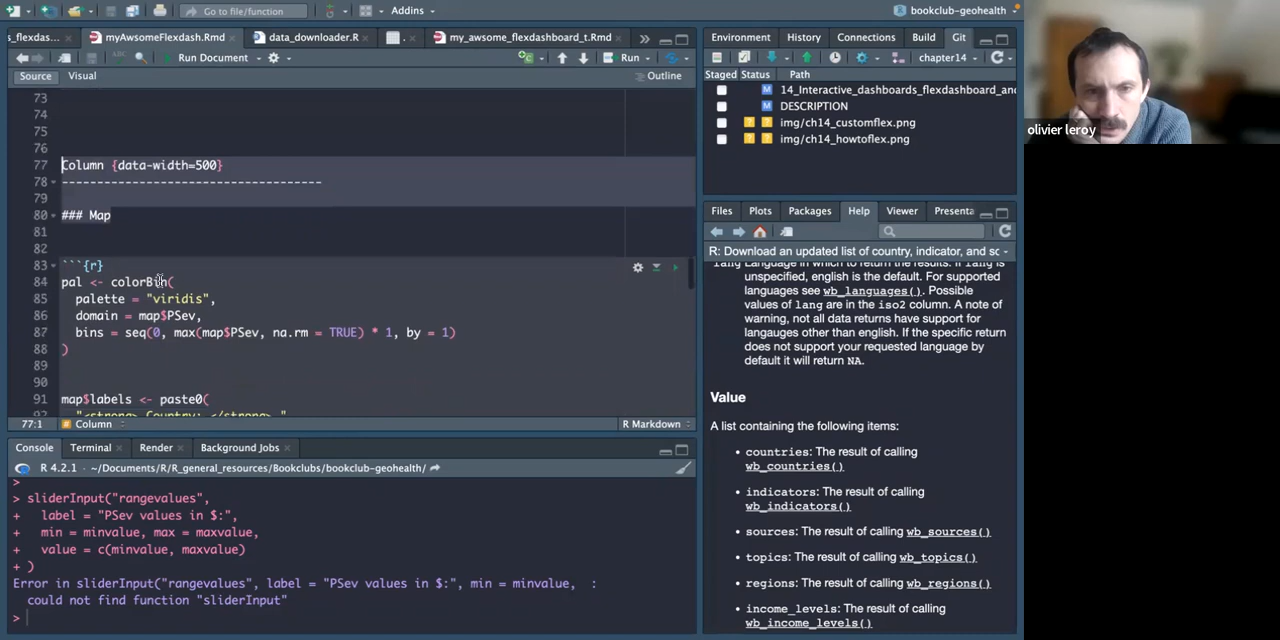 Go to file/function
Addins
bookclub-geohealth
s_flexdas...
myAwsomeFlexdash.Rmd
data_downloader.R
my_awsome_flexdashboard_t.Rmd
Environment
History
Connections
Build
Git
Run Document
Run
chapter14
Source
Visual
Outline
Staged
Status
Path
73
74
75
76
77 Column {data-width=500}
78 -------------------------------------
79
80 ### Map
81
82
83 ```{r}
84 pal <- colorBin(
85 palette = "viridis",
86 domain = map$PSev,
87 bins = seq(0, max(map$PSev, na.rm = TRUE) * 1, by = 1)
88 )
89
90
91 map$labels <- paste0(
92 "<strong> Country: </strong> "
77:1
Column
R Markdown
14_Interactive_dashboards_flexdashboard_an
DESCRIPTION
img/ch14_customflex.png
img/ch14_howtoflex.png
olivier leroy
Files
Plots
Packages
Help
Viewer
Presenta
R: Download an updated list of country, indicator, and sc
lang Language in which to return the results. If lang is
unspecified, english is the default. For supported
languages see wb_languages(). Possible
values of lang are in the iso2 column. A note of
warning, not all data returns have support for
langauges other than english. If the specific return
does not support your requested language by
default it will return NA.
Value
A list containing the following items:
• countries: The result of calling
wb_countries()
• indicators: The result of calling
wb_indicators()
• sources: The result of calling
wb_sources()
• topics: The result of calling
wb_topics()
• regions: The result of calling
wb_regions()
• income_levels: The result of calling
wb_income_levels()
Console
Terminal
Render
Background Jobs
R 4.2.1 · ~/Documents/R/R_general_resources/Bookclubs/bookclub-geohealth/
>
> sliderInput("rangevalues",
+ label = "PSev values in $:",
+ min = minvalue, max = maxvalue,
+ value = c(minvalue, maxvalue)
+ )
Error in sliderInput("rangevalues", label = "PSev values in $:", min = minvalue, :
could not find function "sliderInput"
>